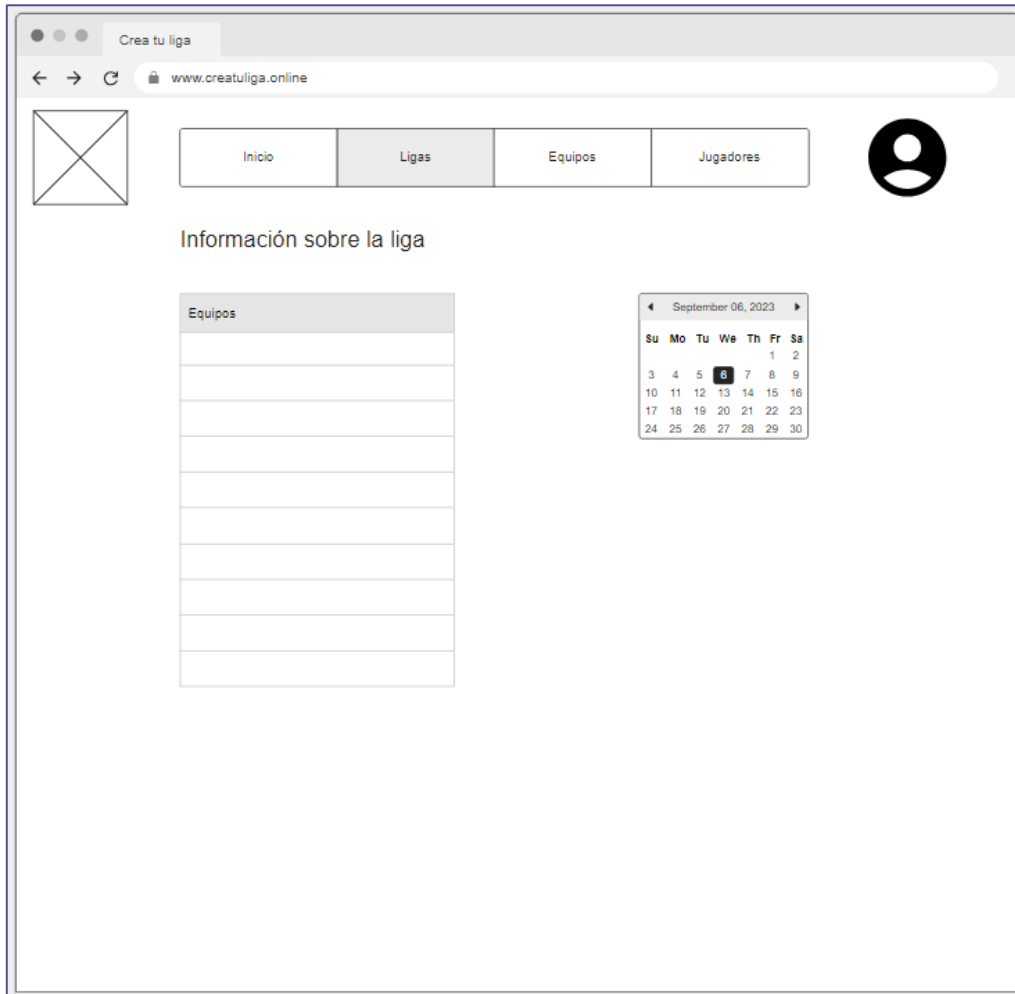 Crea tu liga
www.creatuliga.online
Inicio Ligas Equipos Jugadores
Información sobre la liga
Equipos
September 06, 2023
Su Mo Tu We Th Fr Sa
1 2
3 4 5 6 7 8 9
10 11 12 13 14 15 16
17 18 19 20 21 22 23
24 25 26 27 28 29 30